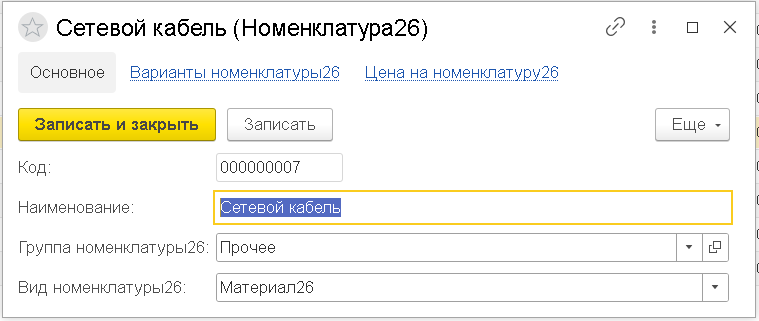 Сетевой кабель (Номенклатура26)
Основное Варианты номенклатуры26 Цена на номенклатуру26
Записать и закрыть Записать Еще
Код: 000000007
Наименование: Сетевой кабель
Группа номенклатуры26: Прочее
Вид номенклатуры26: Материал26